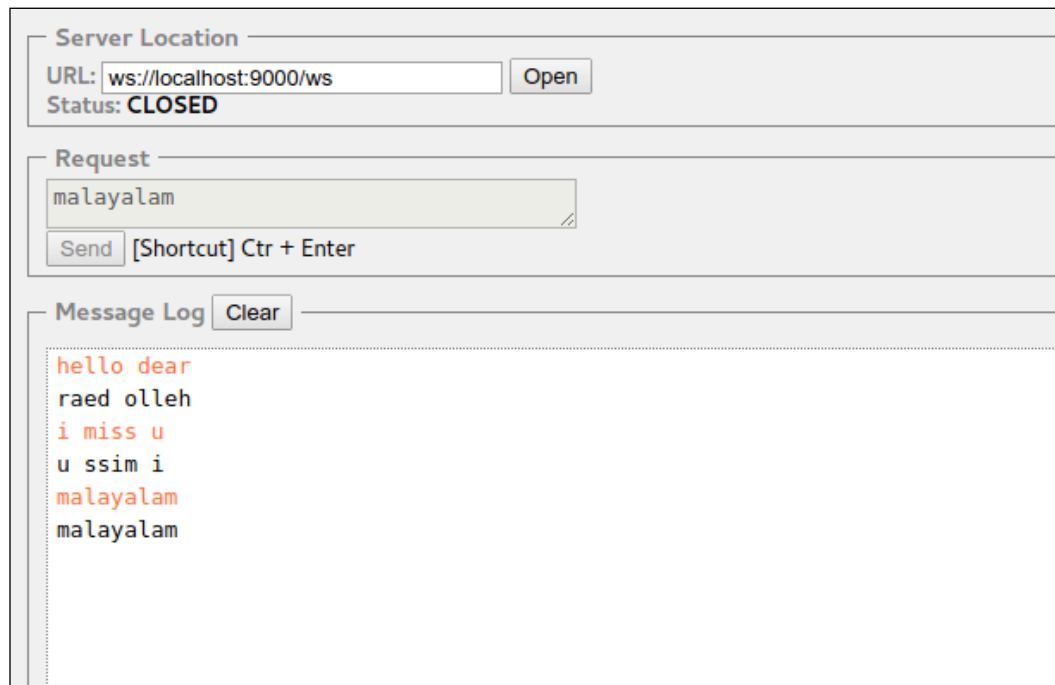 Server Location
URL: ws://localhost:9000/ws Open
Status: CLOSED
Request
malayalam
Send [Shortcut] Ctr + Enter
Message Log Clear
hello dear
raed olleh
i miss u
u ssim i
malayalam
malayalam